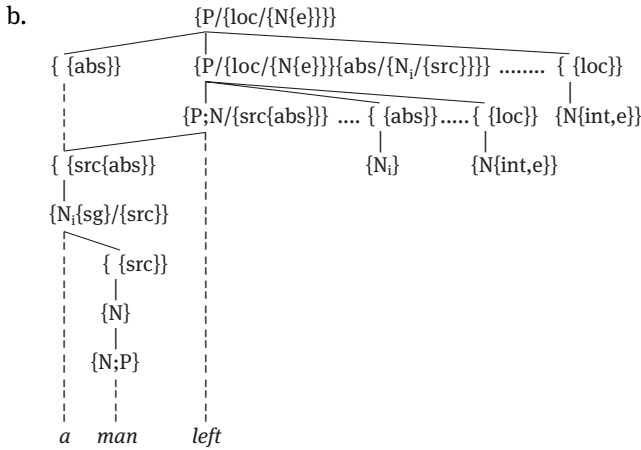 b.
{P/{loc/{N{e}}}}
{ {abs}} {P/{loc/{N{e}}}{abs/{Nᵢ/{src}}}} ........ { {loc}}
{P;N/{src{abs}}} .... { {abs}}..... { {loc}} {N{int,e}}
{ {src{abs}} {Nᵢ} {N{int,e}}
{Nᵢ{sg}/{src}}
{ {src}}
{N}
{N;P}
a man left